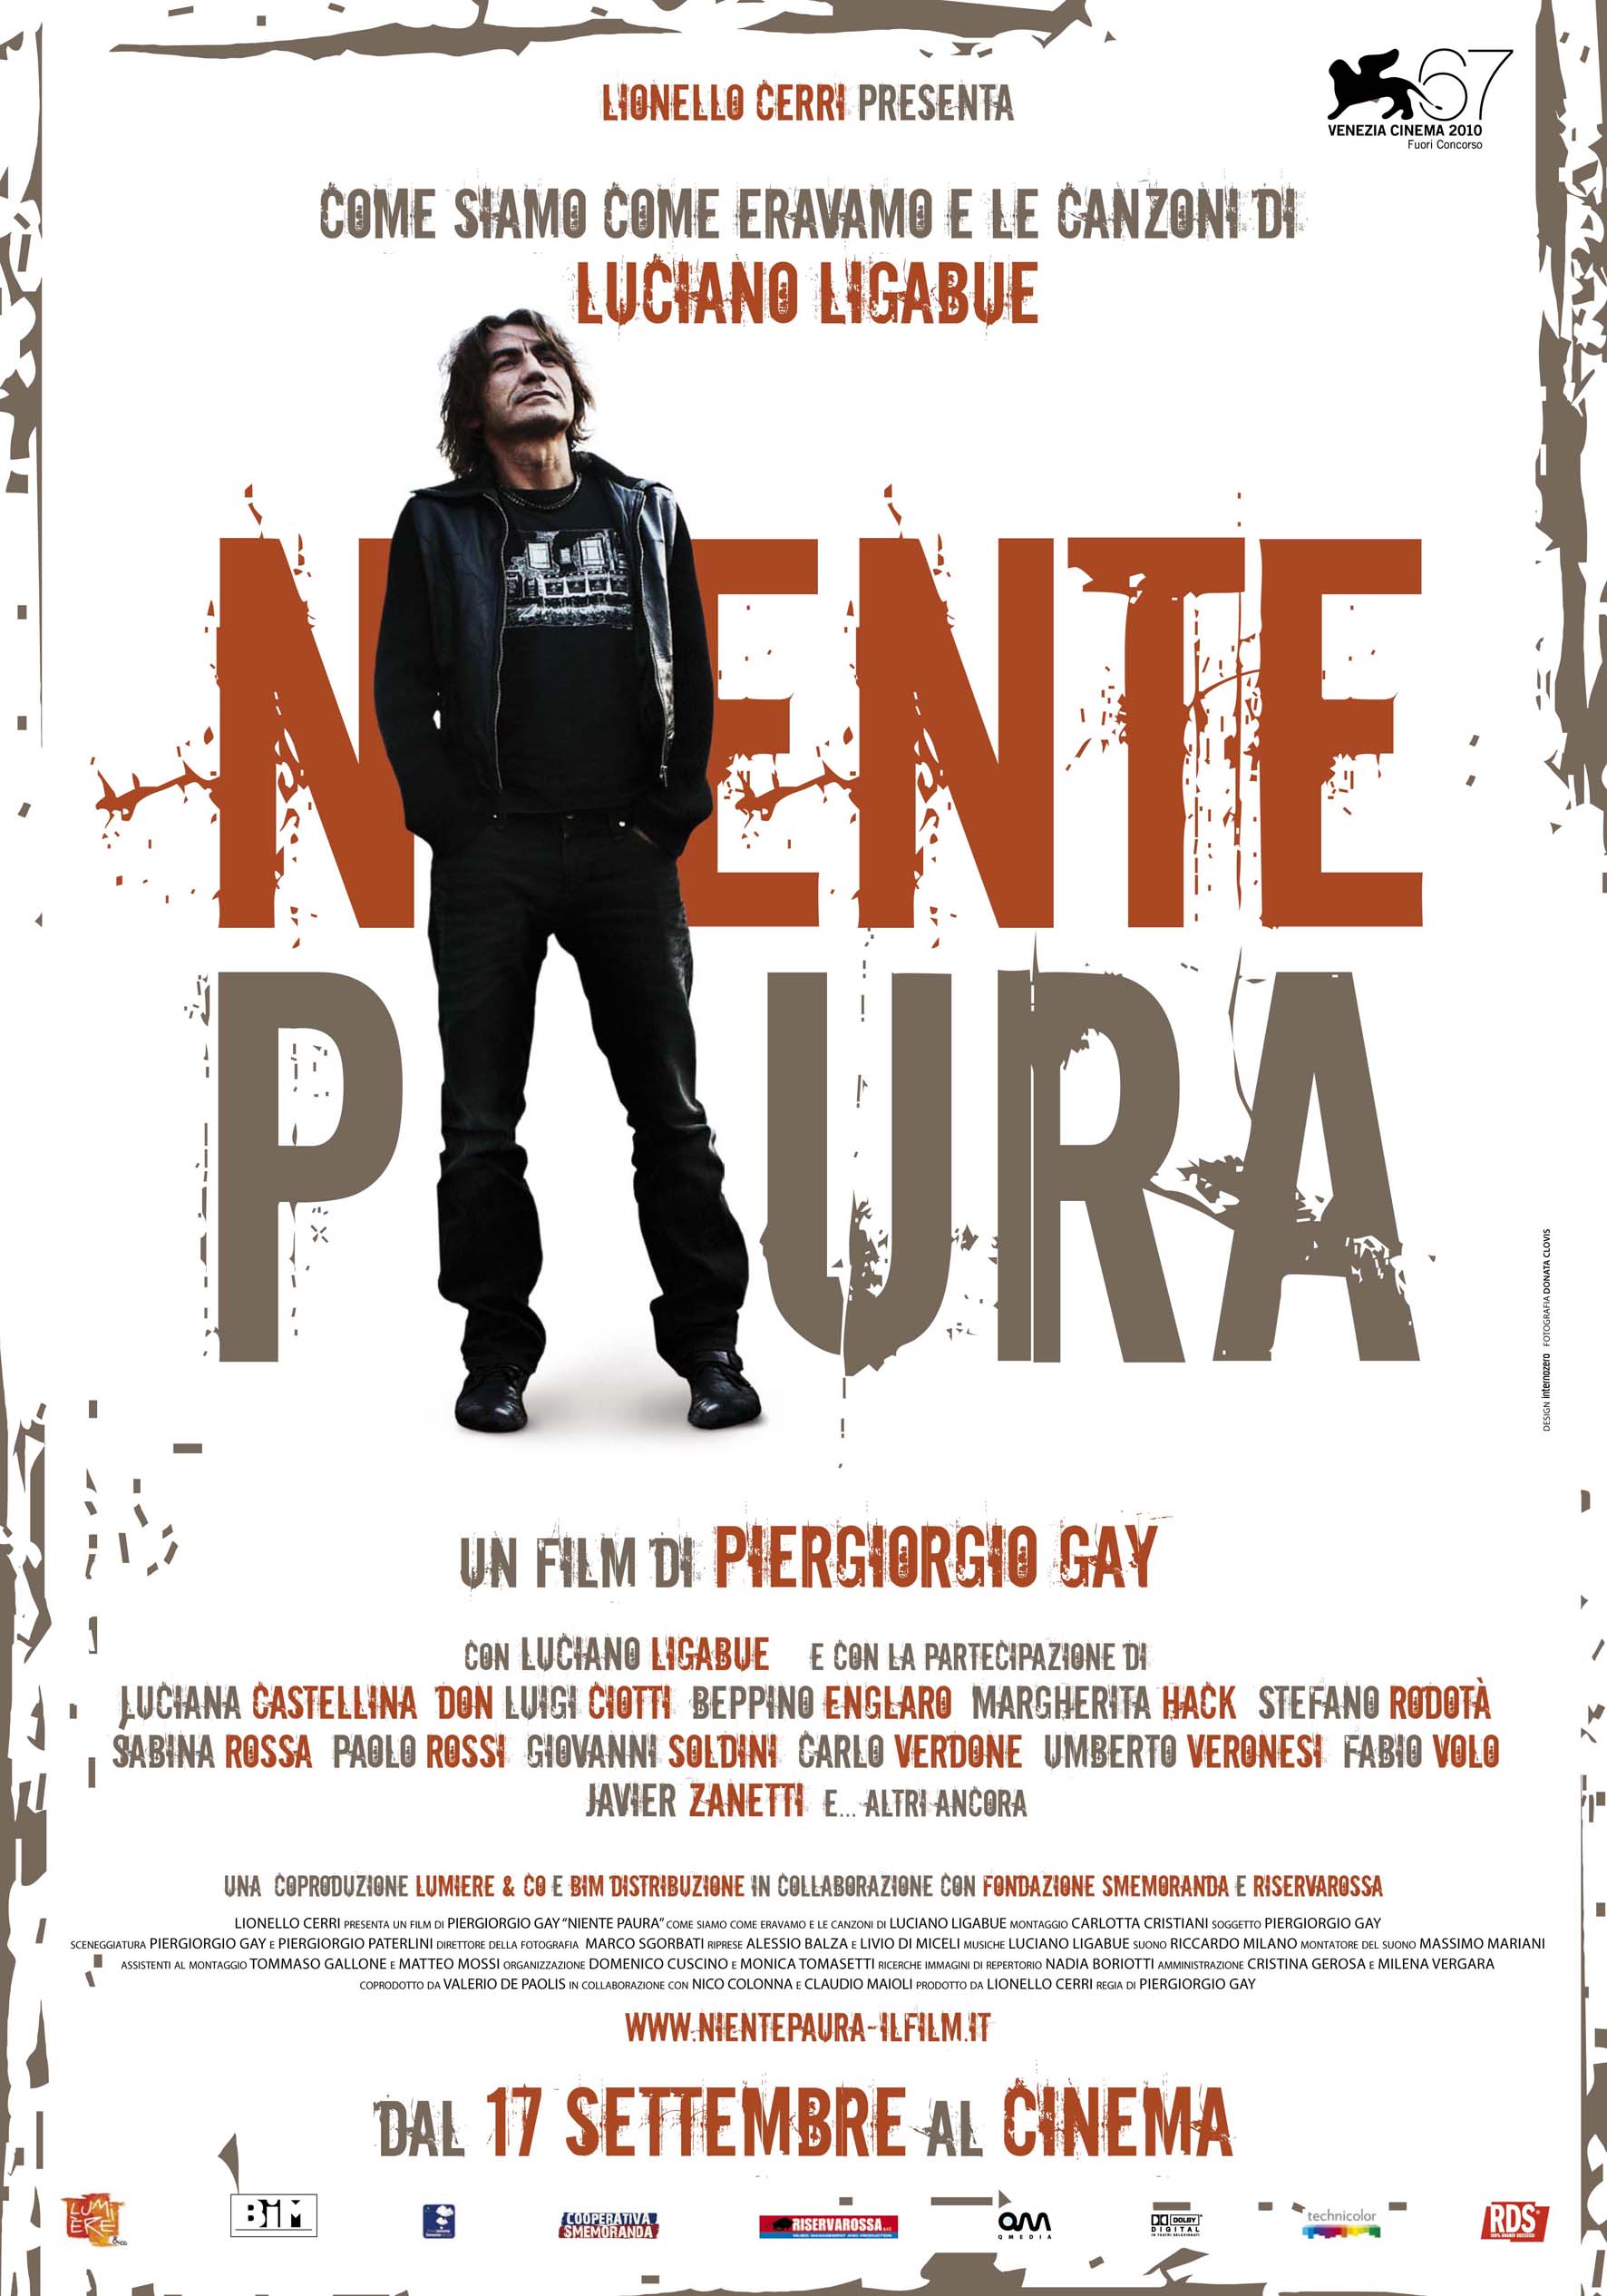 LIONELLO CERRI PRESENTA
67
VENEZIA CINEMA 2010
Fuori Concorso
COME SIAMO COME ERAVAMO E LE CANZONI DI
LUCIANO LIGABUE
NIENTE
PAURA
DESIGN internozero FOTOGRAFIA DONATA CLOVIS
UN FILM DI PIERGIORGIO GAY
CON LUCIANO LIGABUE E CON LA PARTECIPAZIONE DI
LUCIANA CASTELLINA DON LUIGI CIOTTI BEPPINO ENGLARO MARGHERITA HACK STEFANO RODOTÀ
SABINA ROSSA PAOLO ROSSI GIOVANNI SOLDINI CARLO VERDONE UMBERTO VERONESI FABIO VOLO
JAVIER ZANETTI E... ALTRI ANCORA
UNA COPRODUZIONE LUMIERE & CO E BIM DISTRIBUZIONE IN COLLABORAZIONE CON FONDAZIONE SMEMORANDA E RISERVAROSSA
LIONELLO CERRI PRESENTA UN FILM DI PIERGIORGIO GAY "NIENTE PAURA" COME SIAMO COME ERAVAMO E LE CANZONI DI LUCIANO LIGABUE MONTAGGIO CARLOTTA CRISTIANI SOGGETTO PIERGIORGIO GAY
SCENEGGIATURA PIERGIORGIO GAY E PIERGIORGIO PATERLINI DIRETTORE DELLA FOTOGRAFIA MARCO SGORBATI RIPRESE ALESSIO BALZA E LIVIO DI MICELI MUSICHE LUCIANO LIGABUE SUONO RICCARDO MILANO MONTATORE DEL SUONO MASSIMO MARIANI
ASSISTENTI AL MONTAGGIO TOMMASO GALLONE E MATTEO MOSSI ORGANIZZAZIONE DOMENICO CUSCINO E MONICA TOMASETTI RICERCHE IMMAGINI DI REPERTORIO NADIA BORIOTTI AMMINISTRAZIONE CRISTINA GEROSA E MILENA VERGARA
COPRODOTTO DA VALERIO DE PAOLIS IN COLLABORAZIONE CON NICO COLONNA E CLAUDIO MAIOLI PRODOTTO DA LIONELLO CERRI REGIA DI PIERGIORGIO GAY
WWW.NIENTEPAURA-ILFILM.IT
DAL 17 SETTEMBRE AL CINEMA
LUMIÈRE &co BIM COOPERATIVA SMEMORANDA RISERVAROSSA QMEDIA DOLBY DIGITAL technicolor RDS